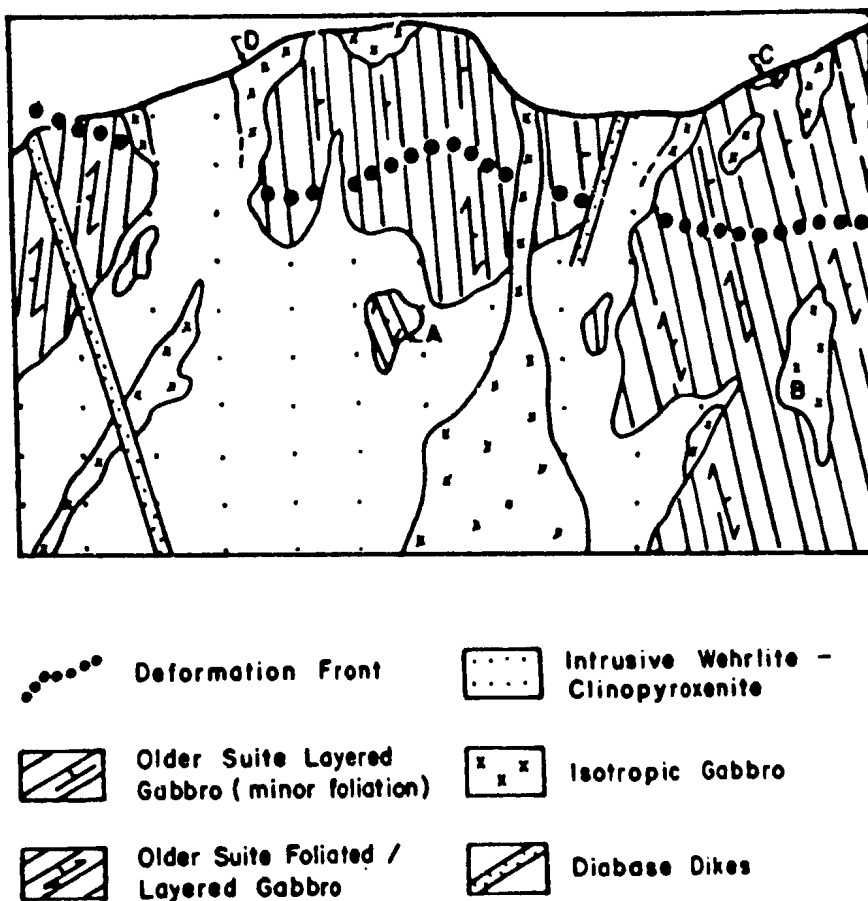 D
C
A
B
Deformation Front
Intrusive Wehrlite –
Clinopyroxenite
Older Suite Layered
Gabbro ( minor foliation)
Isotropic Gabbro
Older Suite Foliated /
Layered Gabbro
Diabase Dikes